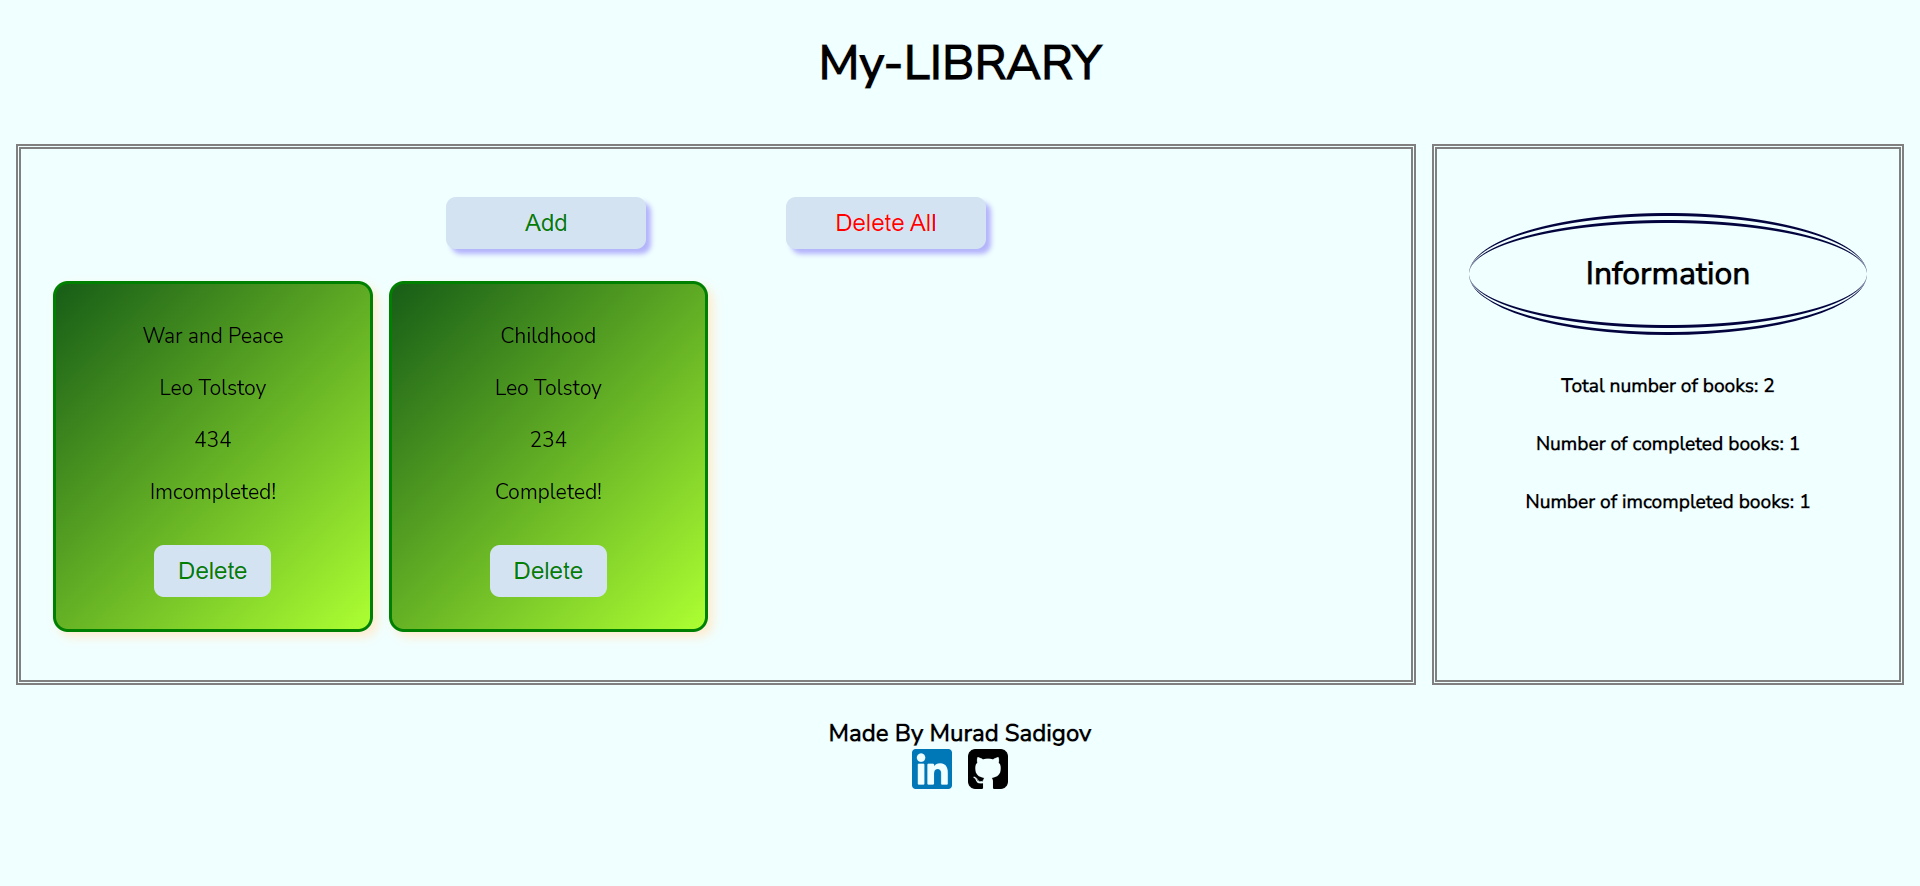 My-LIBRARY
Add
Delete All
War and Peace
Leo Tolstoy
434
Imcompleted!
Delete
Childhood
Leo Tolstoy
234
Completed!
Delete
Information
Total number of books: 2
Number of completed books: 1
Number of imcompleted books: 1
Made By Murad Sadigov
in